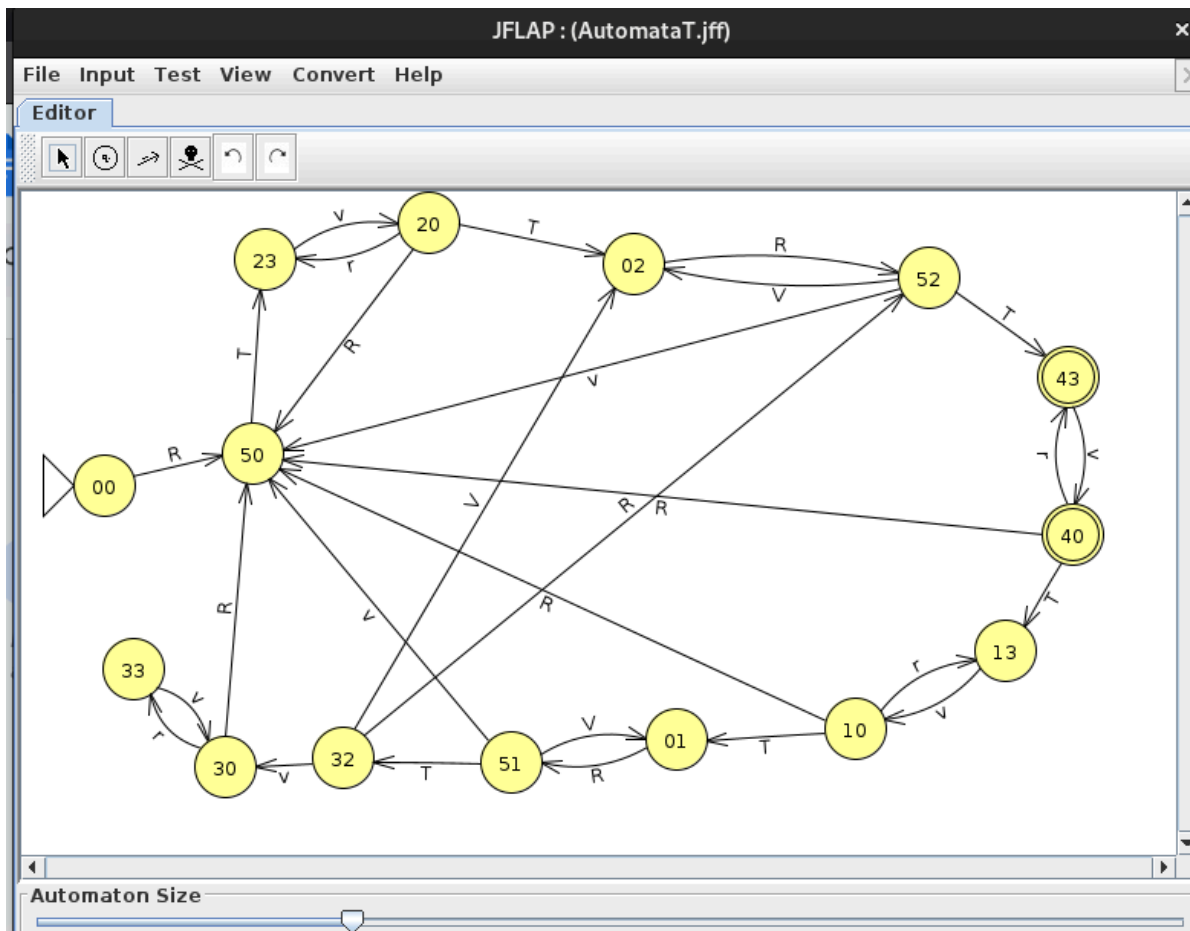 JFLAP : (AutomataT.jff)
File Input Test View Convert Help
Editor
v
20
T
23
r
02
R
52
V
T
T
R
v
43
R
50
00
r
v
V
R
R
40
R
R
v
T
33
r
13
v
r
V
10
v
30
v
32
T
51
R
01
T
Automaton Size